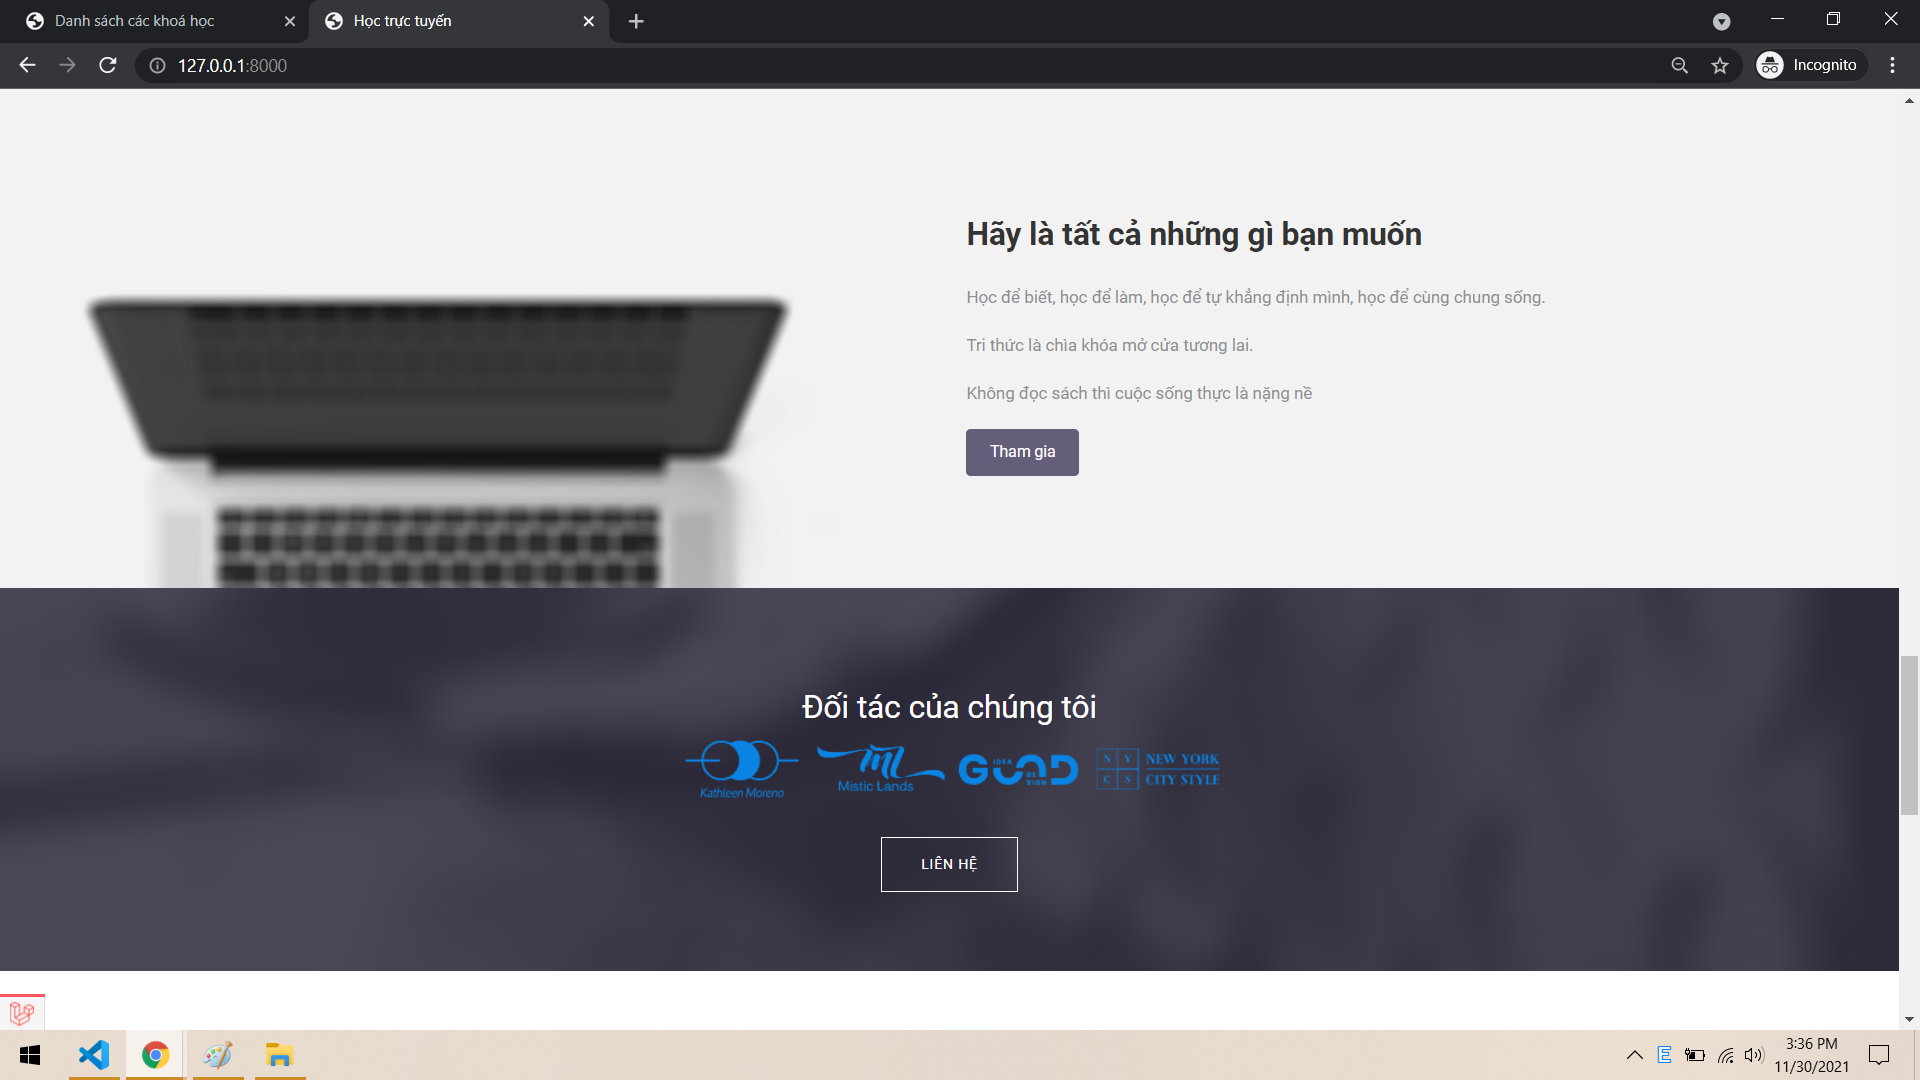 Danh sách các khoá học
Học trực tuyến
127.0.0.1:8000
Incognito
Hãy là tất cả những gì bạn muốn
Học để biết, học để làm, học để tự khẳng định mình, học để cùng chung sống.
Tri thức là chìa khóa mở cửa tương lai.
Không đọc sách thì cuộc sống thực là nặng nề
Tham gia
Đối tác của chúng tôi
Kathleen Moreno
ML
Mistic Lands
GOOD
IDEA
DE
SIGN
N Y
C S
NEW YORK
CITY STYLE
LIÊN HỆ
E
3:36 PM
11/30/2021